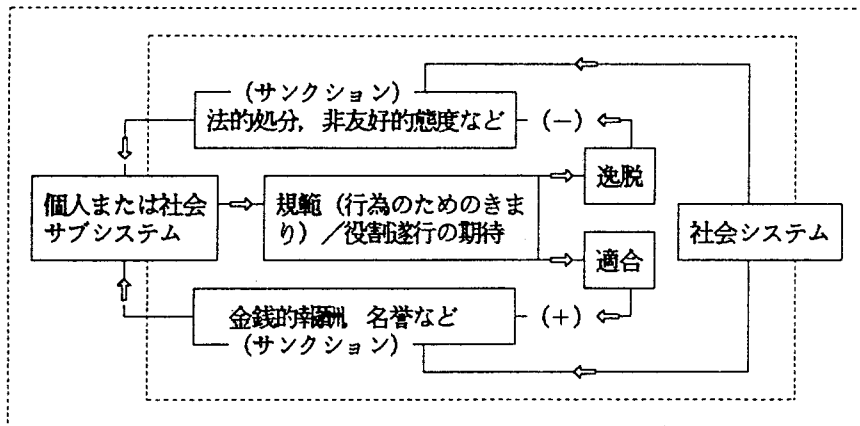 （サンクション）
法的処分，非友好的態度など
（－）
逸脱
個人または社会
サブシステム
規範（行為のためのきま
り）／役割遂行の期待
社会システム
適合
金銭的報酬，名誉など
（＋）
（サンクション）